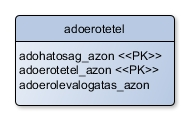 adoerotetel
adohatosag_azon <<PK>>
adoerotetel_azon <<PK>>
adoerolevalogatas_azon